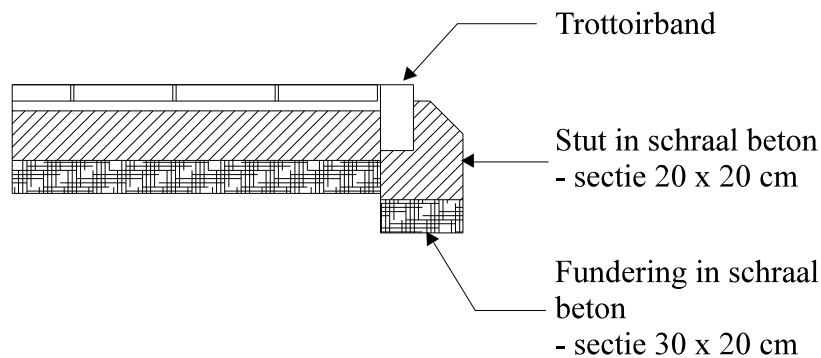 Trottoirband
Stut in schraal beton
- sectie 20 x 20 cm
Fundering in schraal
beton
- sectie 30 x 20 cm